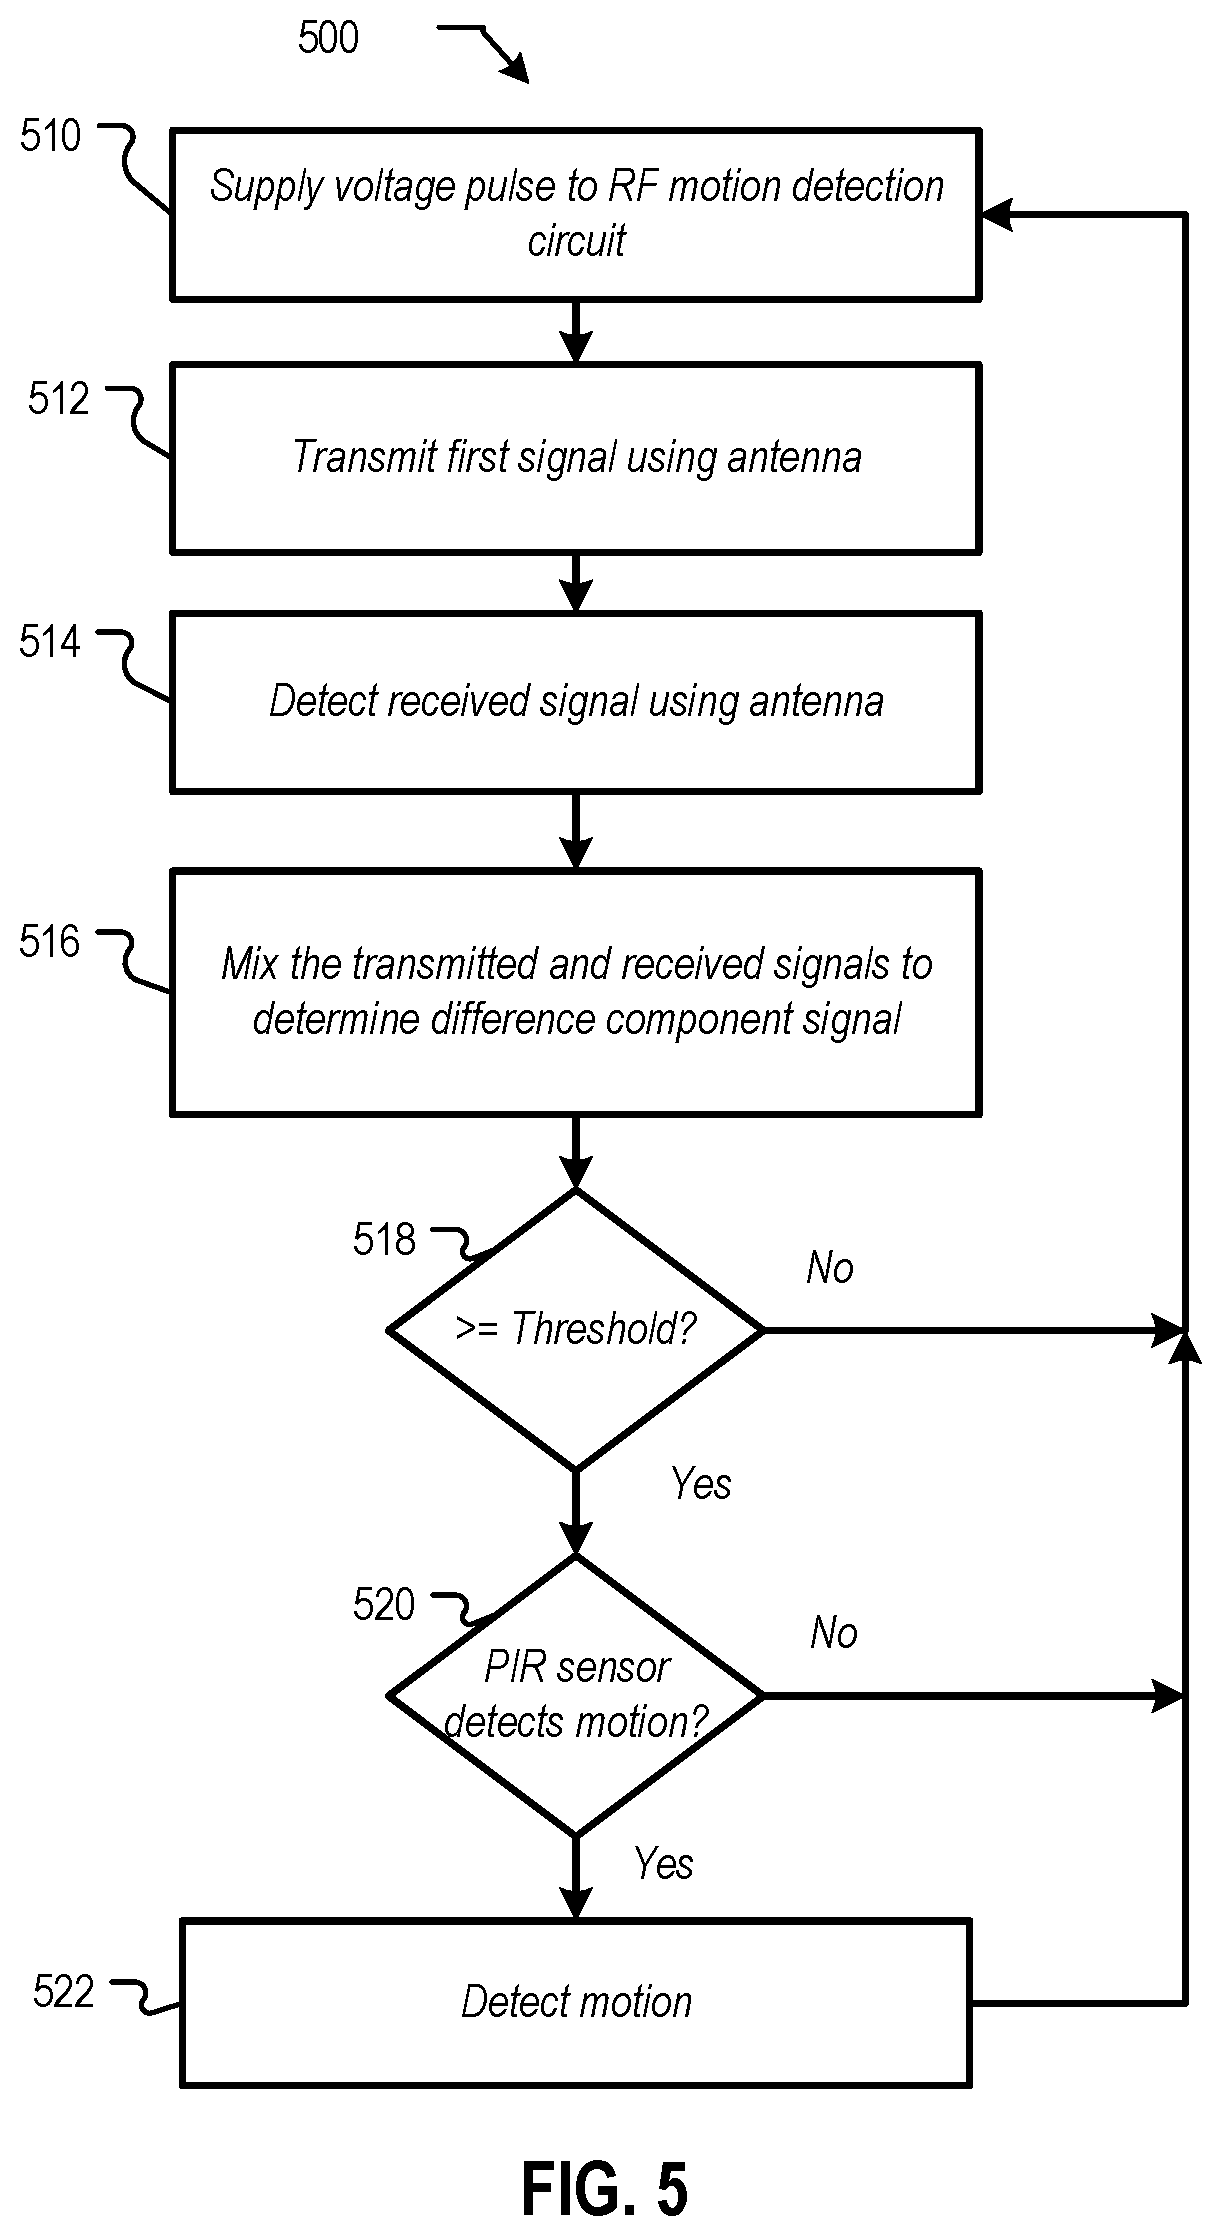 500
510
Supply voltage pulse to RF motion detection
circuit
512
Transmit first signal using antenna
514
Detect received signal using antenna
516
Mix the transmitted and received signals to
determine difference component signal
518
>= Threshold?
No
Yes
520
PIR sensor
detects motion?
No
Yes
522
Detect motion
FIG. 5